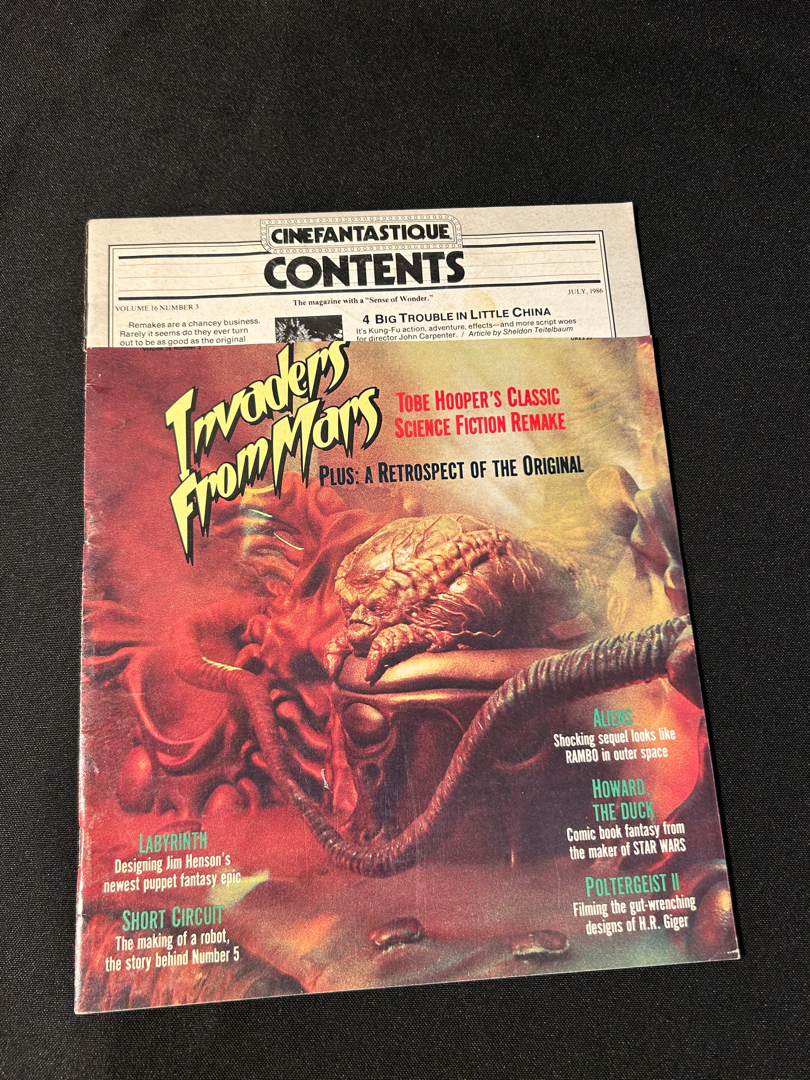 CINEFANTASTIQUE
CONTENTS
The magazine with a "Sense of Wonder."
VOLUME 16 NUMBER 3
JULY, 1986
Remakes are a chancey business.
Rarely it seems do they ever turn
out to be as good as the original
4 BIG TROUBLE IN LITTLE CHINA
It's Kung-Fu action, adventure, effects—and more script woes
for director John Carpenter. / Article by Sheldon Teitelbaum
Invaders
From Mars
TOBE HOOPER'S CLASSIC
SCIENCE FICTION REMAKE
PLUS: A RETROSPECT OF THE ORIGINAL
ALIENS
Shocking sequel looks like
RAMBO in outer space
HOWARD,
THE DUCK
Comic book fantasy from
the maker of STAR WARS
POLTERGEIST II
Filming the gut-wrenching
designs of H.R. Giger
LABYRINTH
Designing Jim Henson's
newest puppet fantasy epic
SHORT CIRCUIT
The making of a robot,
the story behind Number 5